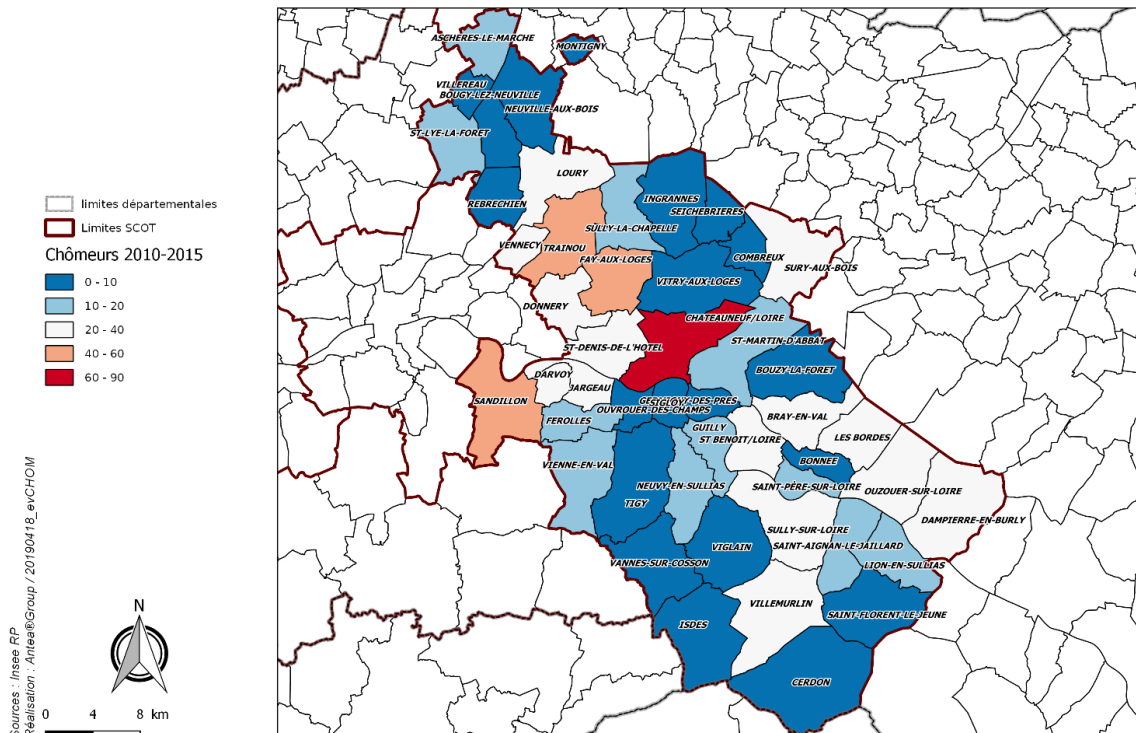 ASCHERES-LE-MARCHE
MONTIGNY
VILLEREAU
BOUGY-LEZ-NEUVILLE
NEUVILLE-AUX-BOIS
ST-LYE-LA-FORET
LOURY
REBRECHIEN
INGRANNES
SEICHEBRIERES
SULLY-LA-CHAPELLE
VENNECY
TRAINOU
FAY-AUX-LOGES
COMBREUX
SURY-AUX-BOIS
VITRY-AUX-LOGES
DONNERY
CHATEAUNEUF/LOIRE
ST-MARTIN-D'ABBAT
ST-DENIS-DE-L'HOTEL
BOUZY-LA-FORET
DARVOY
JARGEAU
SANDILLON
OUVROUER-DES-CHAMPS
FEROLLES
BRAY-EN-VAL
GUILLY
ST BENOIT/LOIRE
LES BORDES
BONNEE
VIENNE-EN-VAL
NEUVY-EN-SULLIAS
SAINT-PÈRE-SUR-LOIRE
OUZOUER-SUR-LOIRE
TIGY
DAMPIERRE-EN-BURLY
SULLY-SUR-LOIRE
VIGLAIN
SAINT-AIGNAN-LE-JAILLARD
VANNES-SUR-COSSON
LION-EN-SULLIAS
VILLEMURLIN
SAINT-FLORENT-LE-JEUNE
ISDES
CERDON
limites départementales
Limites SCOT
Chômeurs 2010-2015
0 - 10
10 - 20
20 - 40
40 - 60
60 - 90
N
0 4 8 km
Sources : Insee RP
Réalisation : Antea®Group / 20190418_evCHOM